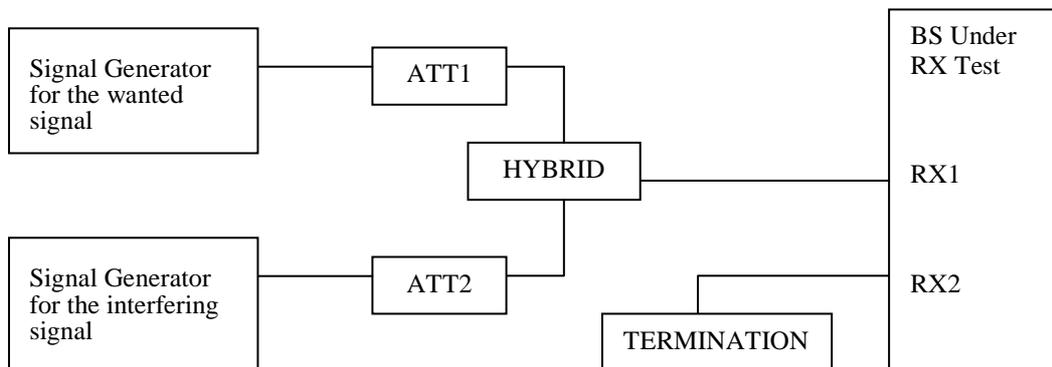 Signal Generator
for the wanted
signal
ATT1
HYBRID
Signal Generator
for the interfering
signal
ATT2
TERMINATION
BS Under
RX Test
RX1
RX2